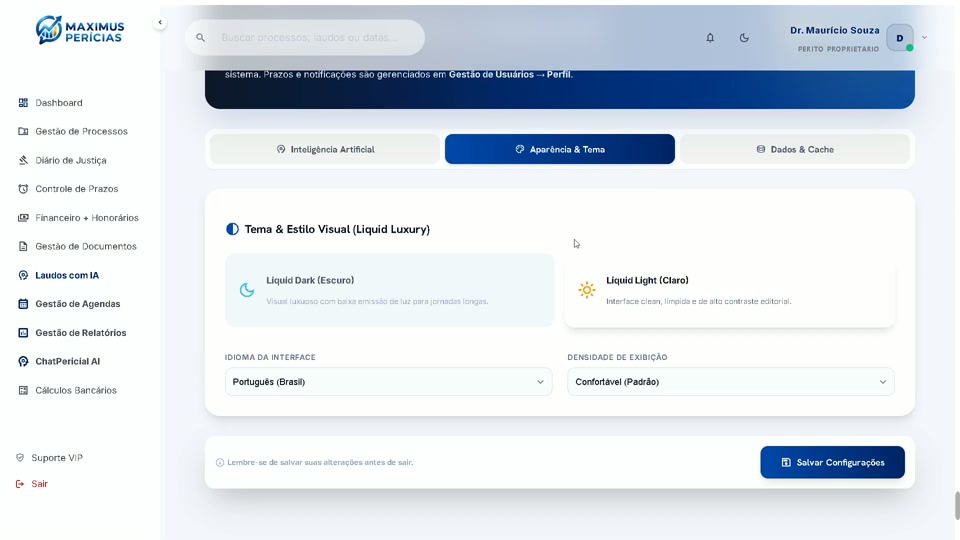 MAXIMUS
PERÍCIAS
Buscar processos, laudos ou datas...
Dr. Maurício Souza
PERITO PROPRIETARIO
D
Dashboard
Gestão de Processos
Diário de Justiça
Controle de Prazos
Financeiro + Honorários
Gestão de Documentos
Laudos com IA
Gestão de Agendas
Gestão de Relatórios
ChatPericial AI
Cálculos Bancários
Suporte VIP
Sair
sistema. Prazos e notificações são gerenciados em Gestão de Usuários → Perfil.
Inteligência Artificial
Aparência & Tema
Dados & Cache
Tema & Estilo Visual (Liquid Luxury)
Liquid Dark (Escuro)
Visual luxuoso com baixa emissão de luz para jornadas longas.
Liquid Light (Claro)
Interface clean, límpida e de alto contraste editorial.
IDIOMA DA INTERFACE
Português (Brasil)
DENSIDADE DE EXIBIÇÃO
Confortável (Padrão)
Lembre-se de salvar suas alterações antes de sair.
Salvar Configurações